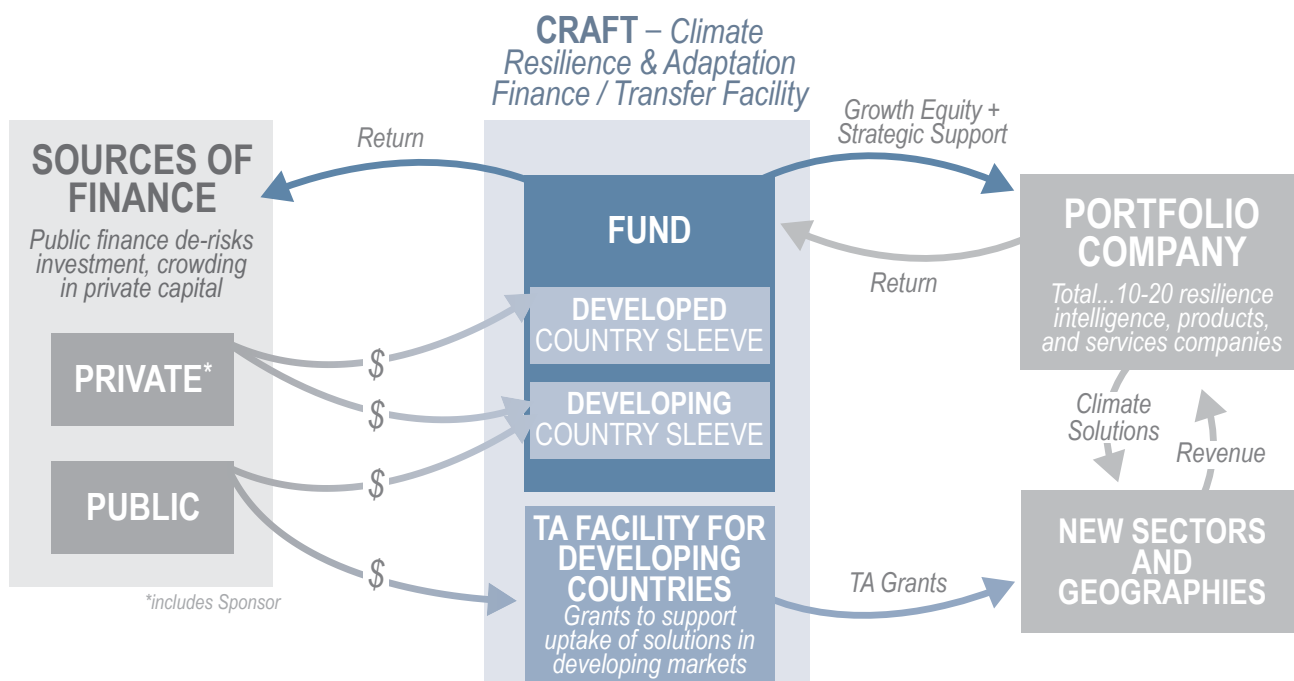 CRAFT – Climate
Resilience & Adaptation
Finance / Transfer Facility
SOURCES OF
FINANCE
Public finance de-risks
investment, crowding
in private capital
PRIVATE*
PUBLIC
*includes Sponsor
Return
$
$
$
$
FUND
DEVELOPED
COUNTRY SLEEVE
DEVELOPING
COUNTRY SLEEVE
TA FACILITY FOR
DEVELOPING
COUNTRIES
Grants to support
uptake of solutions in
developing markets
Growth Equity +
Strategic Support
Return
TA Grants
PORTFOLIO
COMPANY
Total...10-20 resilience
intelligence, products,
and services companies
Climate
Solutions
Revenue
NEW SECTORS
AND
GEOGRAPHIES